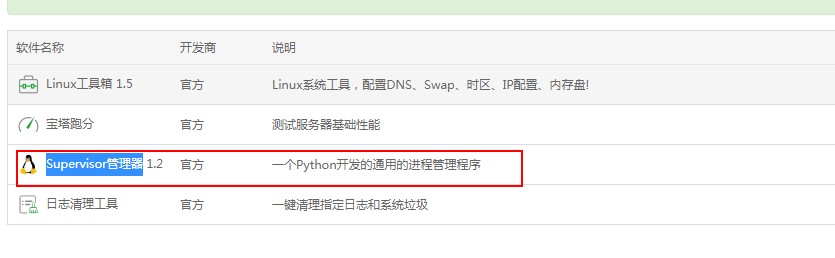 软件名称 开发商 说明
Linux工具箱 1.5 官方 Linux系统工具，配置DNS、Swap、时区、IP配置、内存盘!
宝塔跑分 官方 测试服务器基础性能
Supervisor管理器 1.2 官方 一个Python开发的通用的进程管理程序
日志清理工具 官方 一键清理指定日志和系统垃圾